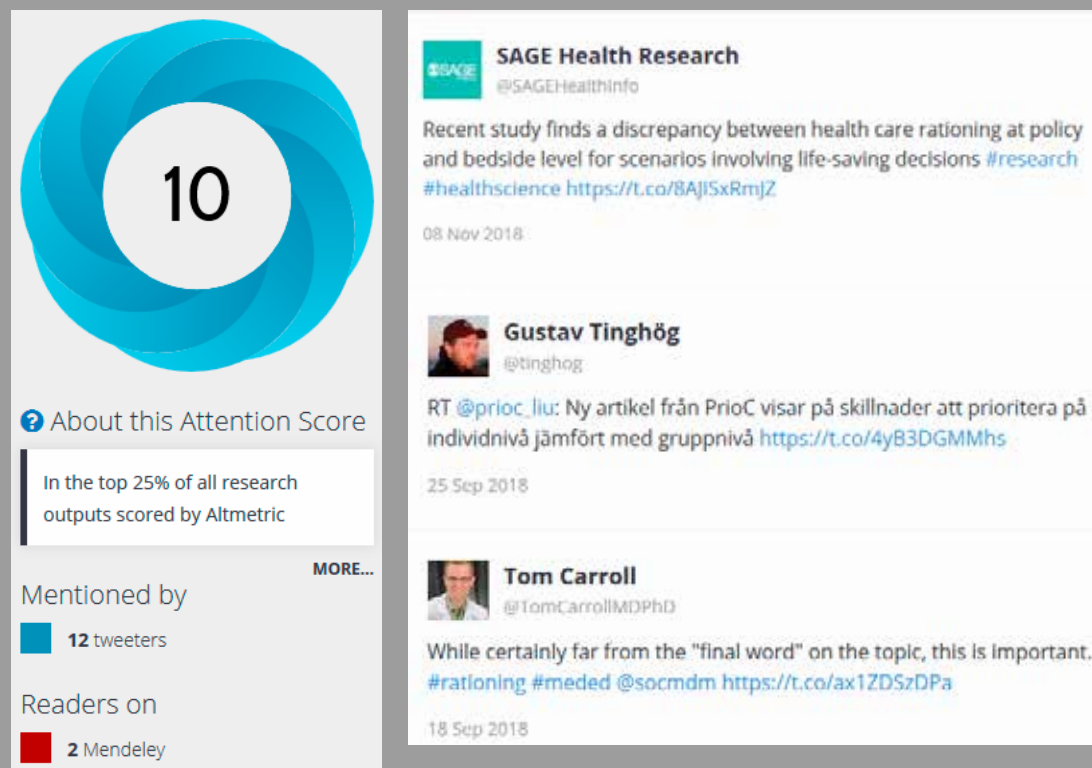 10
? About this Attention Score
In the top 25% of all research
outputs scored by Altmetric
MORE...
Mentioned by
12 tweeters
Readers on
2 Mendeley
SAGE
SAGE Health Research
@SAGEHealthInfo
Recent study finds a discrepancy between health care rationing at policy
and bedside level for scenarios involving life-saving decisions #research
#healthscience https://t.co/8AJISxRmJZ
08 Nov 2018
Gustav Tinghög
@tinghog
RT @prioc_liu: Ny artikel från PrioC visar på skillnader att prioritera på
individnivå jämfört med gruppnivå https://t.co/4yB3DGMMhs
25 Sep 2018
Tom Carroll
@TomCarrollMDPhD
While certainly far from the "final word" on the topic, this is important.
#rationing #meded @socmdm https://t.co/ax1ZDSzDPa
18 Sep 2018